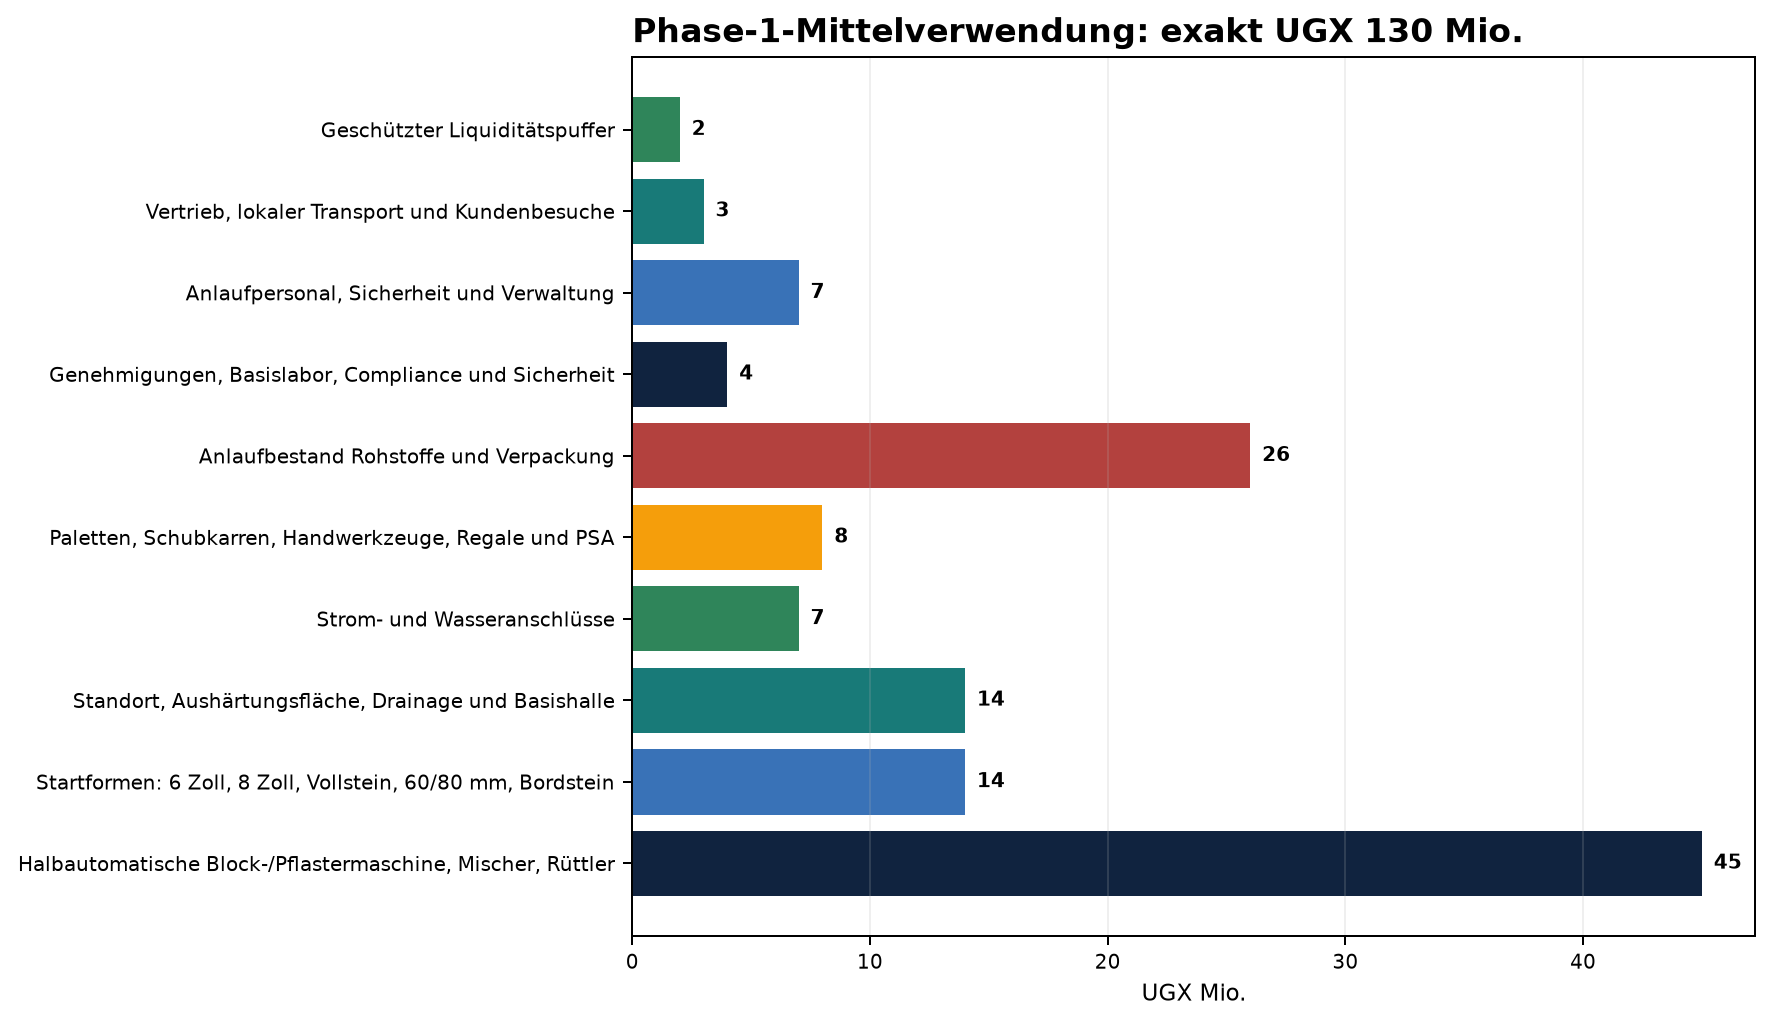 Phase-1-Mittelverwendung: exakt UGX 130 Mio.
Geschützter Liquiditätspuffer 2
Vertrieb, lokaler Transport und Kundenbesuche 3
Anlaufpersonal, Sicherheit und Verwaltung 7
Genehmigungen, Basislabor, Compliance und Sicherheit 4
Anlaufbestand Rohstoffe und Verpackung 26
Paletten, Schubkarren, Handwerkzeuge, Regale und PSA 8
Strom- und Wasseranschlüsse 7
Standort, Aushärtungsfläche, Drainage und Basishalle 14
Startformen: 6 Zoll, 8 Zoll, Vollstein, 60/80 mm, Bordstein 14
Halbautomatische Block-/Pflastermaschine, Mischer, Rüttler 45
0 10 20 30 40
UGX Mio.